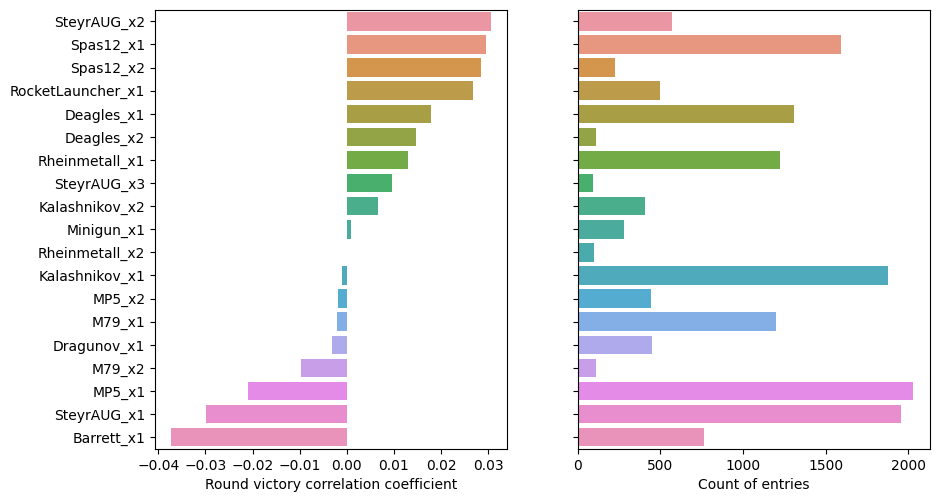 SteyrAUG_x2
Spas12_x1
Spas12_x2
RocketLauncher_x1
Deagles_x1
Deagles_x2
Rheinmetall_x1
SteyrAUG_x3
Kalashnikov_x2
Minigun_x1
Rheinmetall_x2
Kalashnikov_x1
MP5_x2
M79_x1
Dragunov_x1
M79_x2
MP5_x1
SteyrAUG_x1
Barrett_x1
−0.04 −0.03 −0.02 −0.01 0.00 0.01 0.02 0.03
Round victory correlation coefficient
0 500 1000 1500 2000
Count of entries